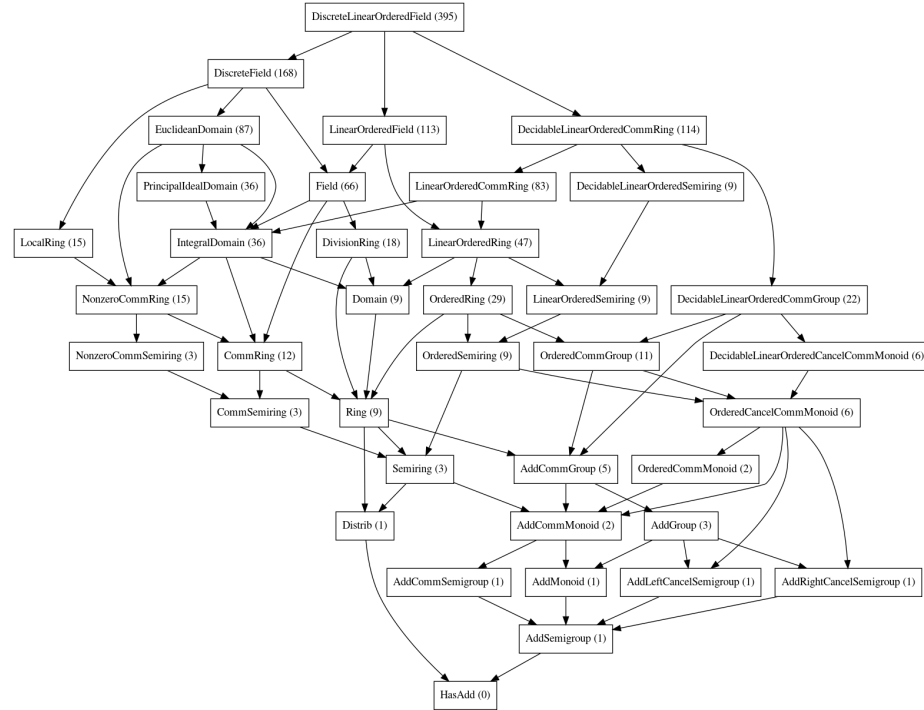 DiscreteLinearOrderedField (395)
DiscreteField (168)
EuclideanDomain (87)
LinearOrderedField (113)
DecidableLinearOrderedCommRing (114)
PrincipalIdealDomain (36)
Field (66)
LinearOrderedCommRing (83)
DecidableLinearOrderedSemiring (9)
LocalRing (15)
IntegralDomain (36)
DivisionRing (18)
LinearOrderedRing (47)
NonzeroCommRing (15)
Domain (9)
OrderedRing (29)
LinearOrderedSemiring (9)
DecidableLinearOrderedCommGroup (22)
NonzeroCommSemiring (3)
CommRing (12)
OrderedSemiring (9)
OrderedCommGroup (11)
DecidableLinearOrderedCancelCommMonoid (6)
CommSemiring (3)
Ring (9)
OrderedCancelCommMonoid (6)
Semiring (3)
AddCommGroup (5)
OrderedCommMonoid (2)
Distrib (1)
AddCommMonoid (2)
AddGroup (3)
AddCommSemigroup (1)
AddMonoid (1)
AddLeftCancelSemigroup (1)
AddRightCancelSemigroup (1)
AddSemigroup (1)
HasAdd (0)